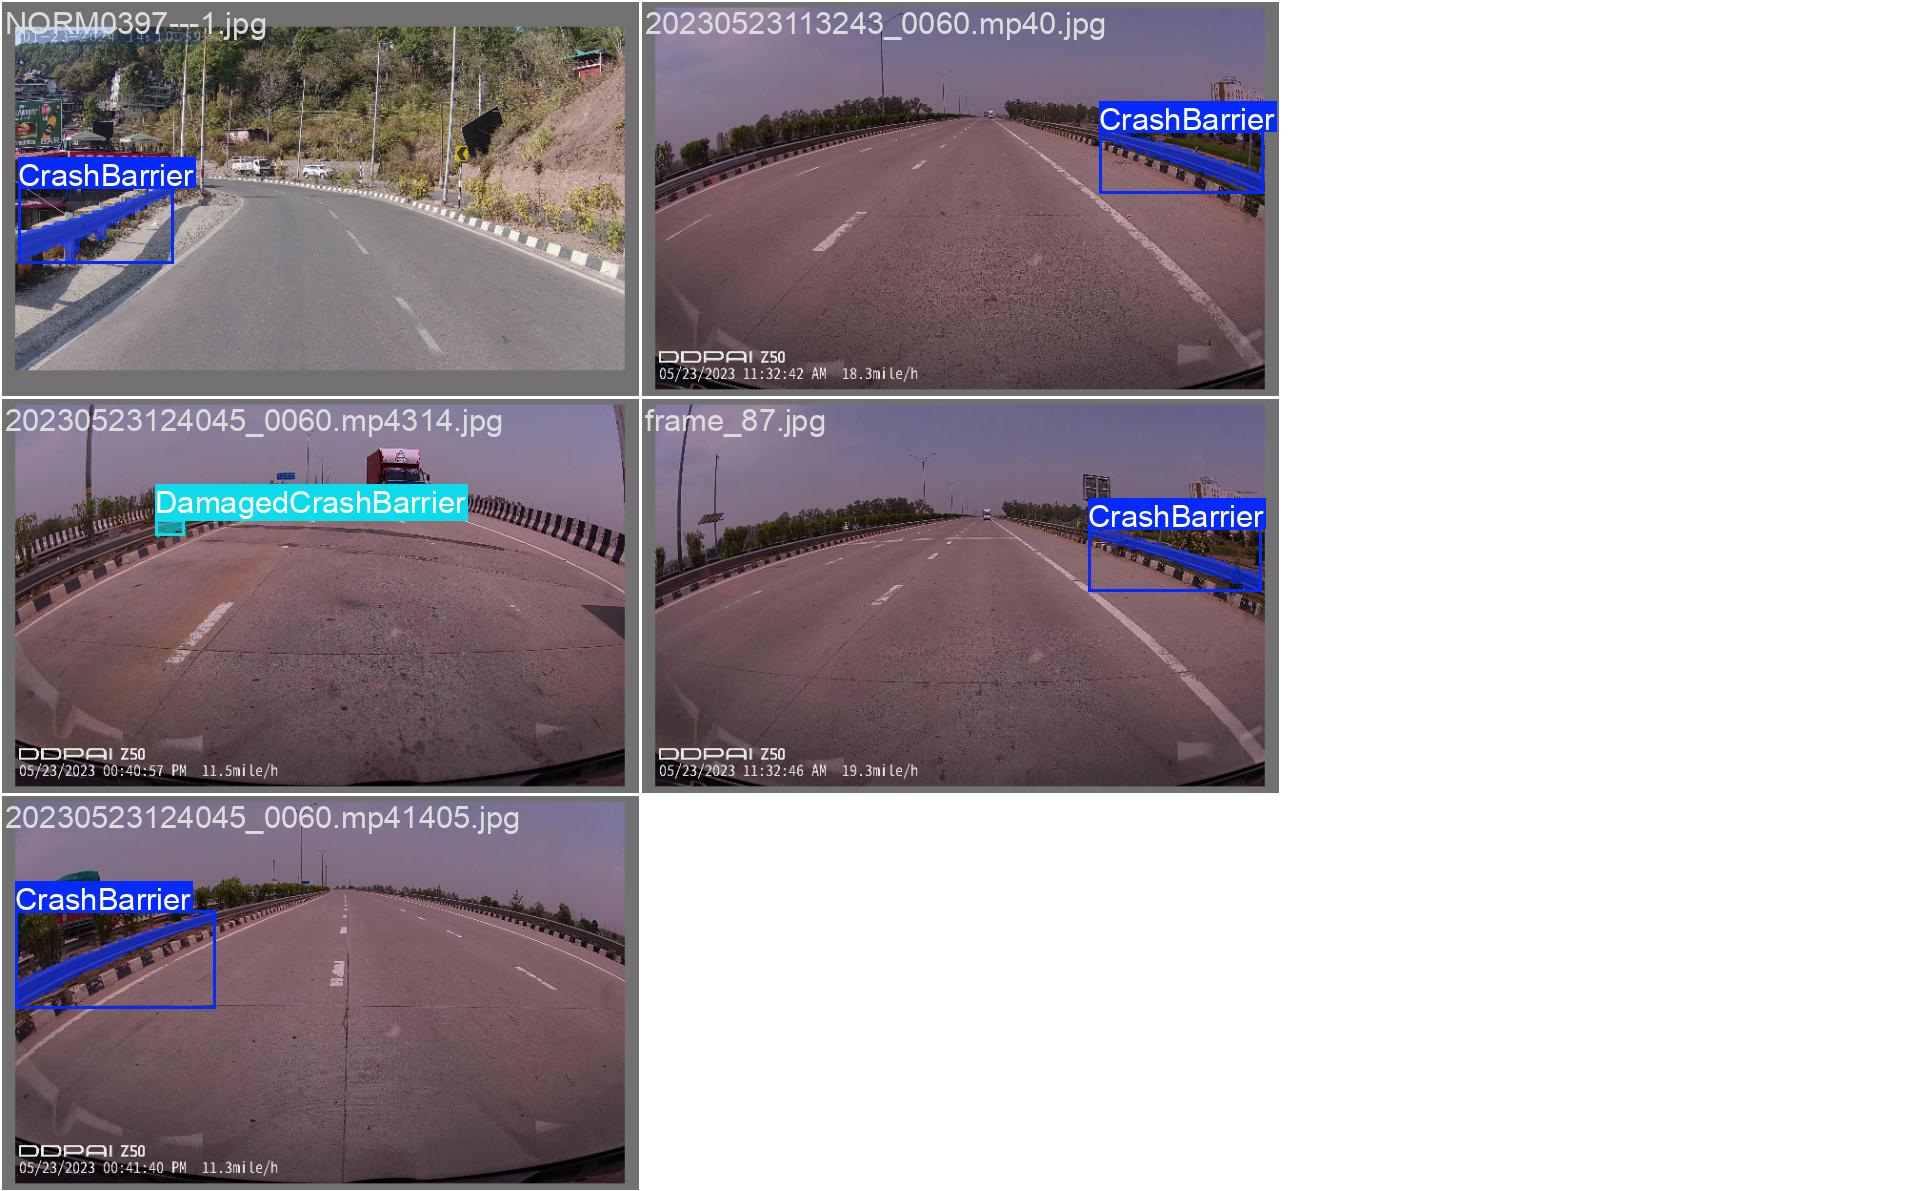 NORM0397---1.jpg
CrashBarrier
20230523113243_0060.mp40.jpg
CrashBarrier
DDPAI Z50
05/23/2023 11:32:42 AM 18.3mile/h
20230523124045_0060.mp4314.jpg
DamagedCrashBarrier
DDPAI Z50
05/23/2023 00:40:57 PM 11.5mile/h
frame_87.jpg
CrashBarrier
DDPAI Z50
05/23/2023 11:32:46 AM 19.3mile/h
20230523124045_0060.mp41405.jpg
CrashBarrier
DDPAI Z50
05/23/2023 00:41:40 PM 11.3mile/h